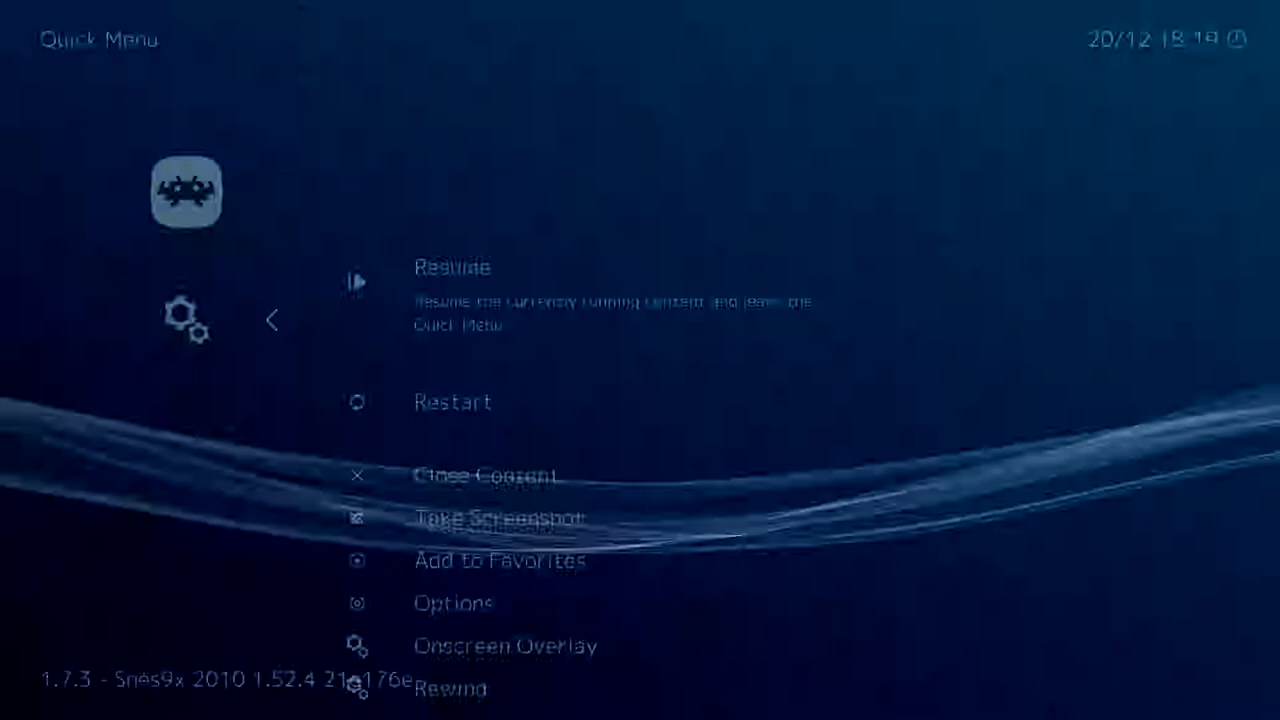 Quick Menu
20/12 18:19
Resume
Resume the currently running content and leave the
Quick Menu
Restart
Close Content
Take Screenshot
Add to Favorites
Options
Onscreen Overlay
Rewind
1.7.3 - Snes9x 2010 1.52.4